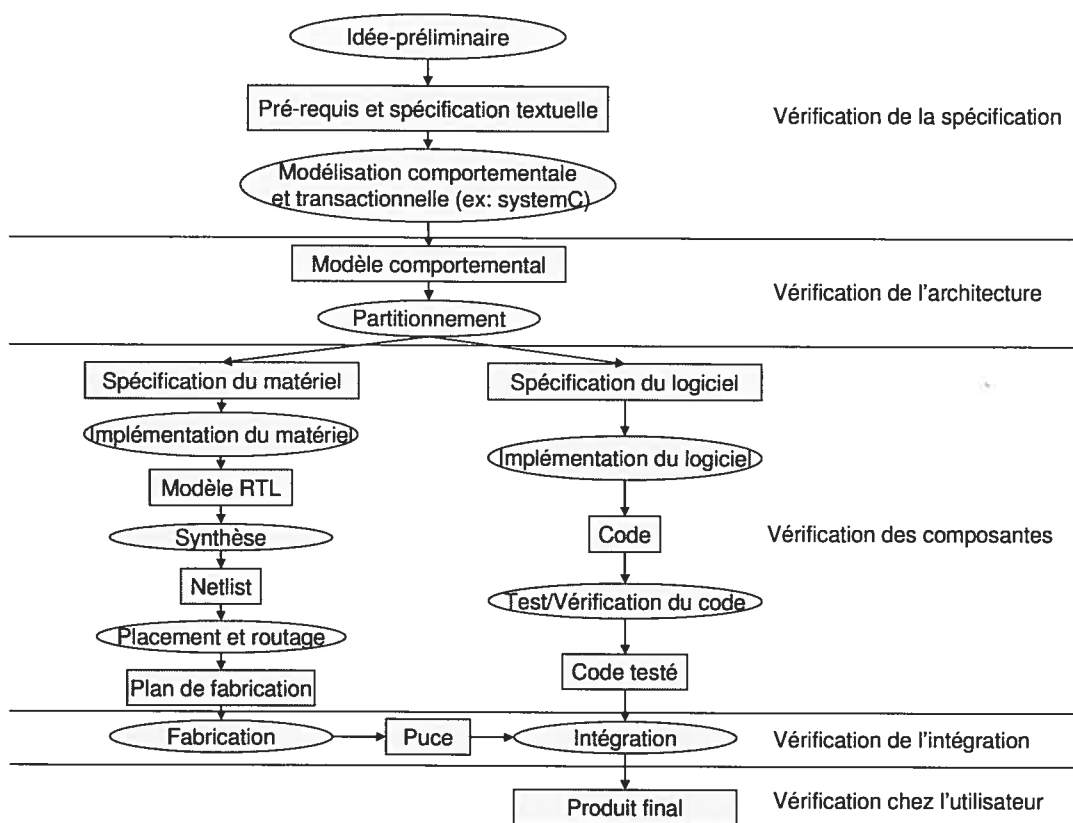 Idée-préliminaire
Pré-requis et spécification textuelle
Vérification de la spécification
Modélisation comportementale
et transactionnelle (ex: systemC)
Modèle comportemental
Vérification de l'architecture
Partitionnement
Spécification du matériel
Spécification du logiciel
Implémentation du matériel
Implémentation du logiciel
Modèle RTL
Synthèse
Code
Vérification des composantes
Netlist
Test/Vérification du code
Placement et routage
Code testé
Plan de fabrication
Fabrication
Puce
Intégration
Vérification de l'intégration
Produit final
Vérification chez l'utilisateur